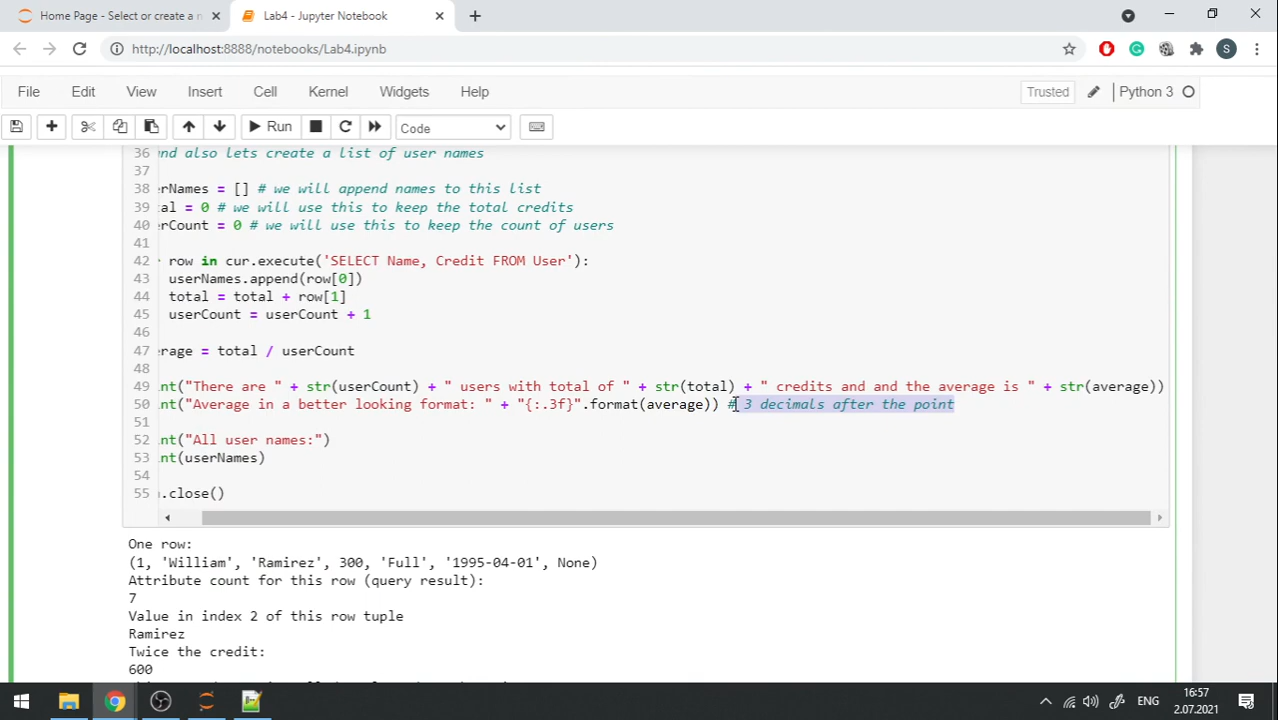 Home Page - Select or create a n
Lab4 - Jupyter Notebook
http://localhost:8888/notebooks/Lab4.ipynb
S
File Edit View Insert Cell Kernel Widgets Help
Trusted
Python 3
Run
Code
36 nd also lets create a list of user names
37
38 erNames = [] # we will append names to this list
39 tal = 0 # we will use this to keep the total credits
40 erCount = 0 # we will use this to keep the count of users
41
42 row in cur.execute('SELECT Name, Credit FROM User'):
43 userNames.append(row[0])
44 total = total + row[1]
45 userCount = userCount + 1
46
47 erage = total / userCount
48
49 int("There are " + str(userCount) + " users with total of " + str(total) + " credits and and the average is " + str(average))
50 int("Average in a better looking format: " + "{:.3f}".format(average)) # 3 decimals after the point
51
52 int("All user names:")
53 int(userNames)
54
55 .close()
One row:
(1, 'William', 'Ramirez', 300, 'Full', '1995-04-01', None)
Attribute count for this row (query result):
7
Value in index 2 of this row tuple
Ramirez
Twice the credit:
600
ENG
16:57
2.07.2021